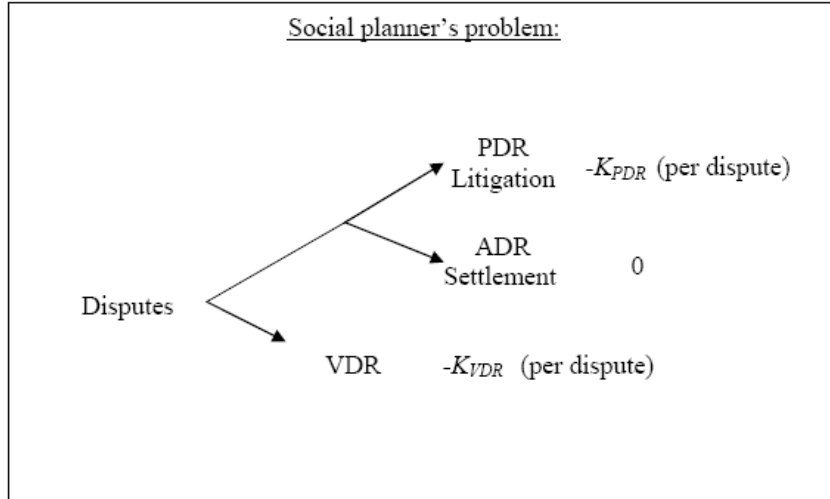 Social planner’s problem:
PDR
Litigation
-KPDR (per dispute)
ADR
Settlement
0
Disputes
VDR
-KVDR (per dispute)